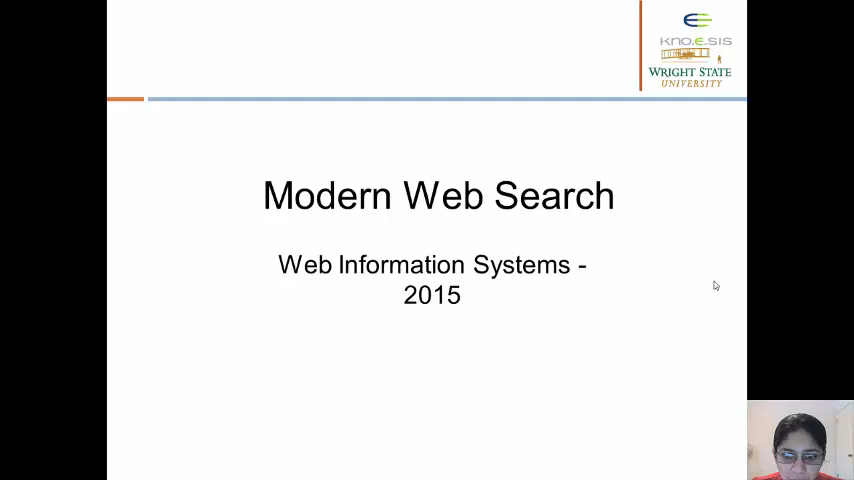 kno.e.sis
WRIGHT STATE
UNIVERSITY
Modern Web Search
Web Information Systems -
2015